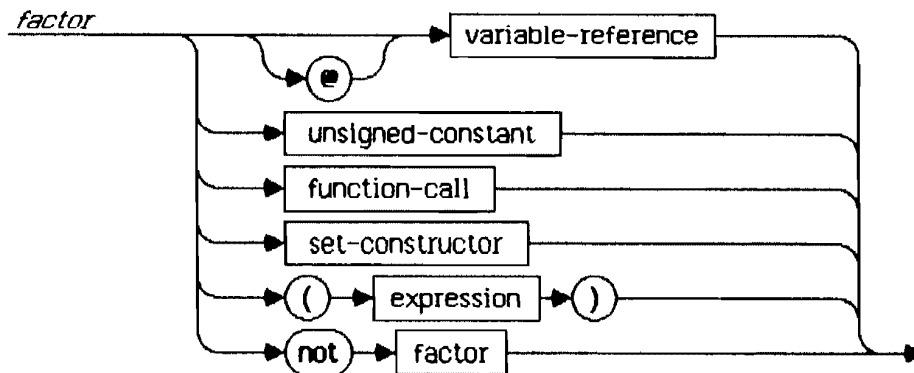 factor
variable-reference
@
unsigned-constant
function-call
set-constructor
( expression )
not factor